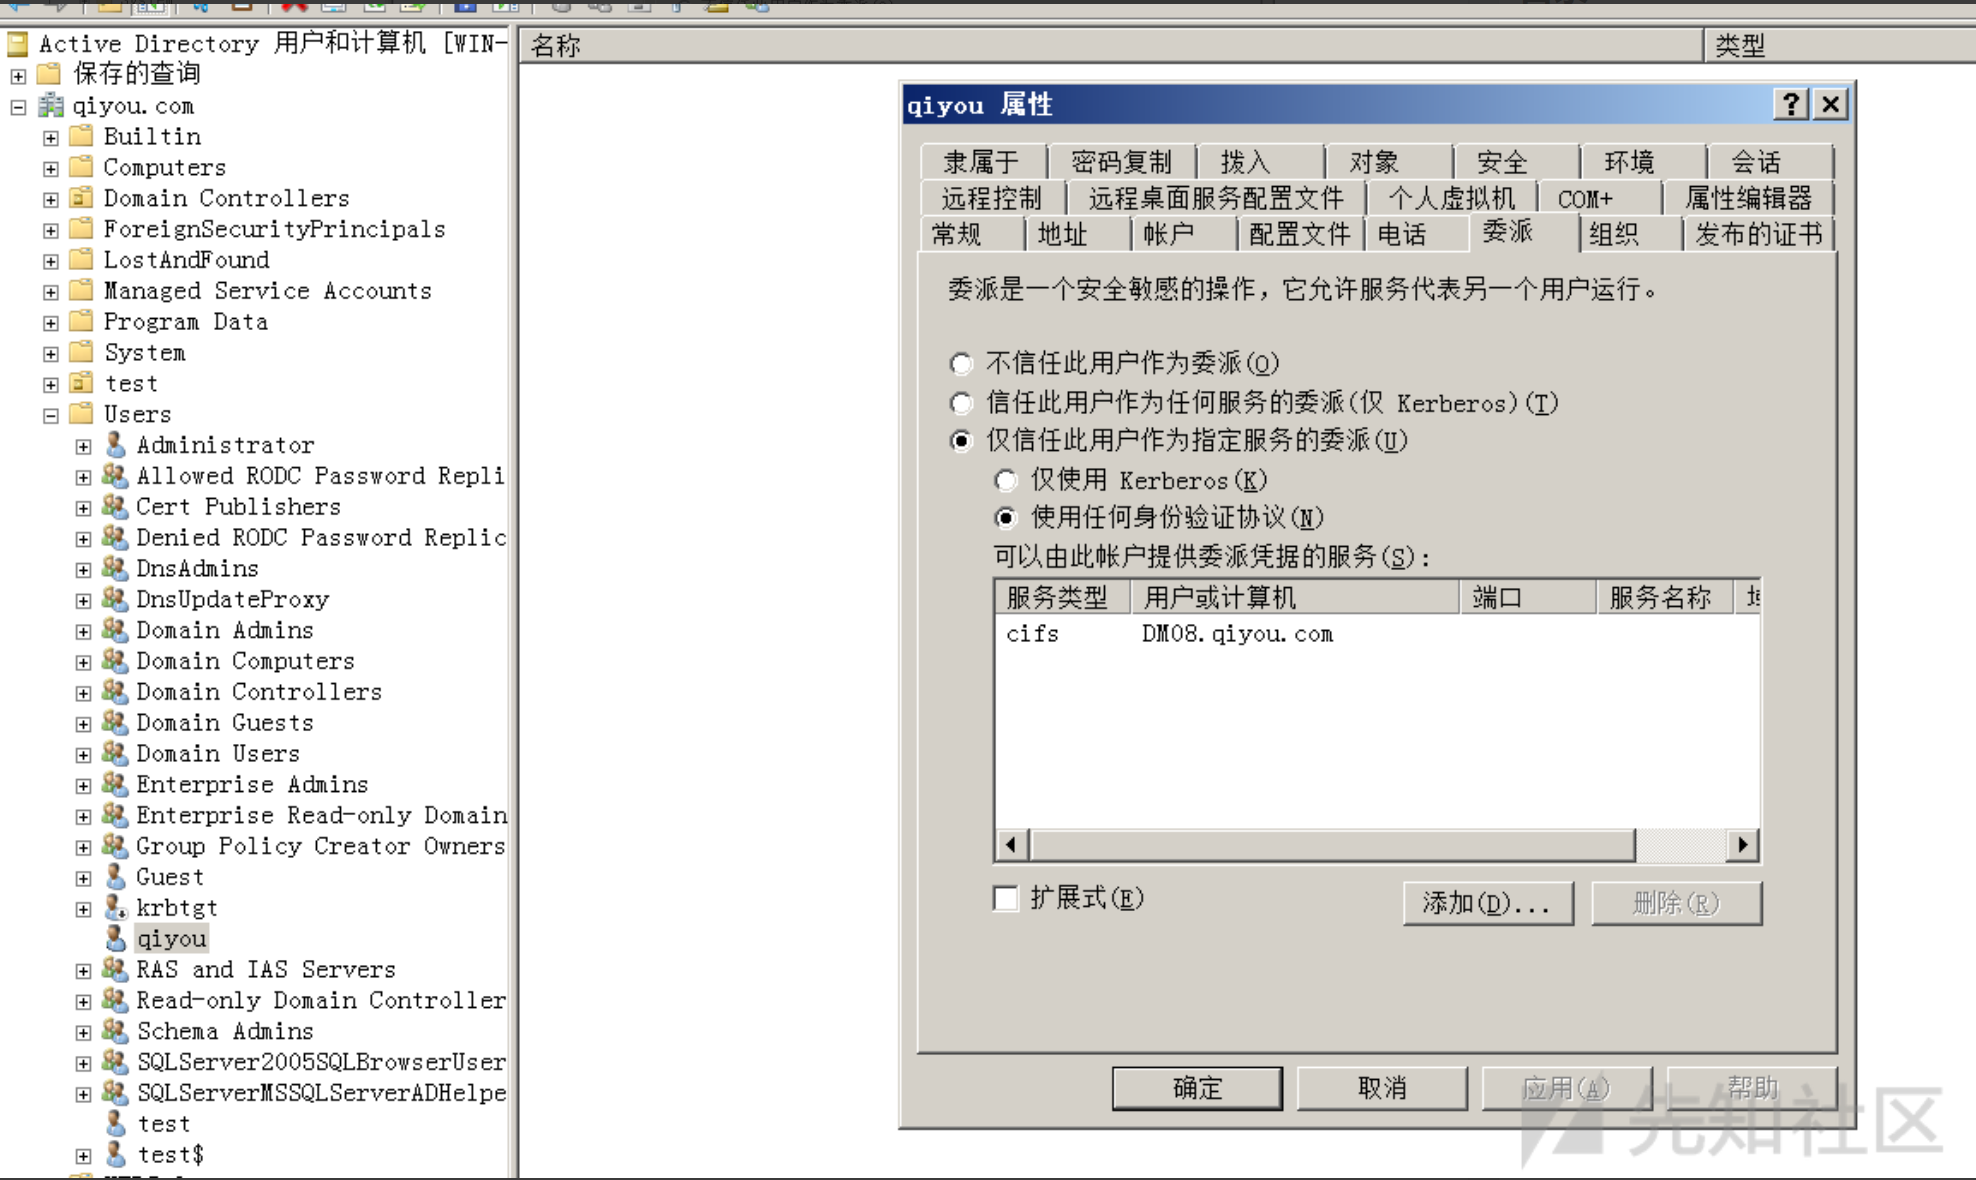 Active Directory 用户和计算机 [WIN-
保存的查询
qiyou.com
Builtin
Computers
Domain Controllers
ForeignSecurityPrincipals
LostAndFound
Managed Service Accounts
Program Data
System
test
Users
Administrator
Allowed RODC Password Repli
Cert Publishers
Denied RODC Password Replic
DnsAdmins
DnsUpdateProxy
Domain Admins
Domain Computers
Domain Controllers
Domain Guests
Domain Users
Enterprise Admins
Enterprise Read-only Domain
Group Policy Creator Owners
Guest
krbtgt
qiyou
RAS and IAS Servers
Read-only Domain Controller
Schema Admins
SQLServer2005SQLBrowserUser
SQLServerMSSQLServerADHelpe
test
test$
名称 类型
qiyou 属性
隶属于 密码复制 拨入 对象 安全 环境 会话
远程控制 远程桌面服务配置文件 个人虚拟机 COM+ 属性编辑器
常规 地址 帐户 配置文件 电话 委派 组织 发布的证书
委派是一个安全敏感的操作，它允许服务代表另一个用户运行。
不信任此用户作为委派(O)
信任此用户作为任何服务的委派(仅 Kerberos)(T)
仅信任此用户作为指定服务的委派(U)
仅使用 Kerberos(K)
使用任何身份验证协议(N)
可以由此帐户提供委派凭据的服务(S):
服务类型 用户或计算机 端口 服务名称
cifs DM08.qiyou.com
扩展式(E)
添加(D)... 删除(R)
确定 取消 应用(A) 帮助
先知社区